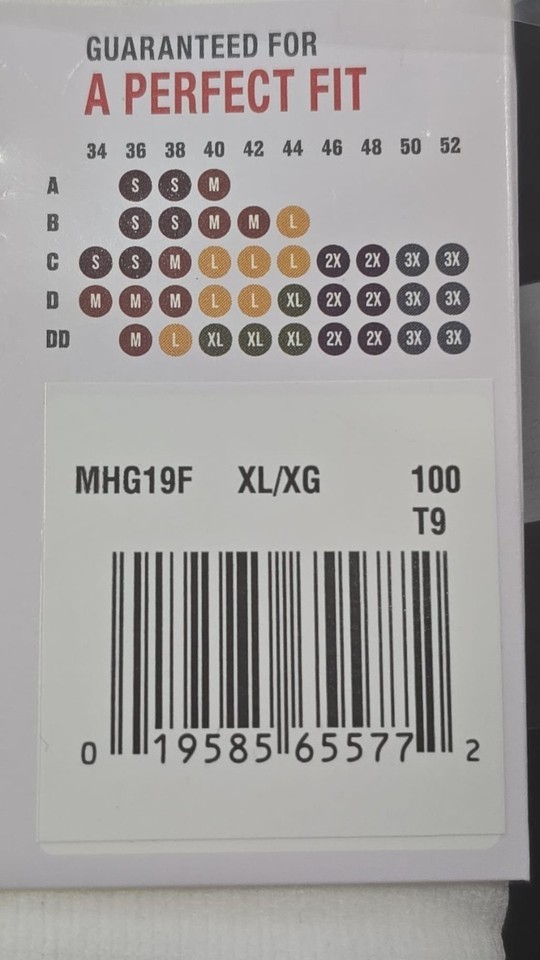 GUARANTEED FOR
A PERFECT FIT
34 36 38 40 42 44 46 48 50 52
A S S M
B S S M M L
C S S M L L L 2X 2X 3X 3X
D M M M L L XL 2X 2X 3X 3X
DD M L XL XL XL 2X 2X 3X 3X
MHG19F XL/XG 100
T9
0 19585 65577 2